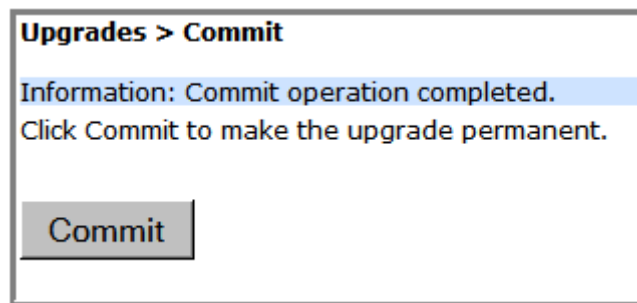 Upgrades > Commit
Information: Commit operation completed.
Click Commit to make the upgrade permanent.
Commit